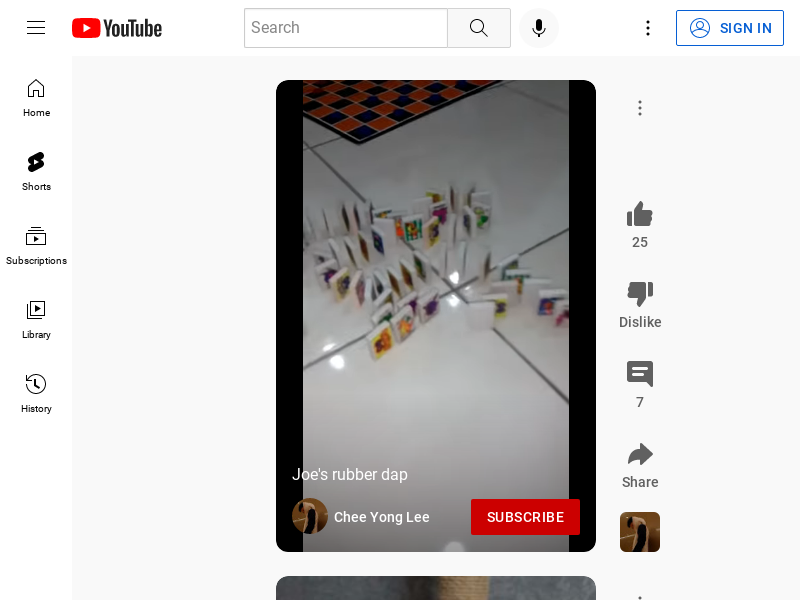 YouTube
Search
SIGN IN
Home
Shorts
Subscriptions
Library
History
25
Dislike
7
Share
Joe's rubber dap
Chee Yong Lee
SUBSCRIBE